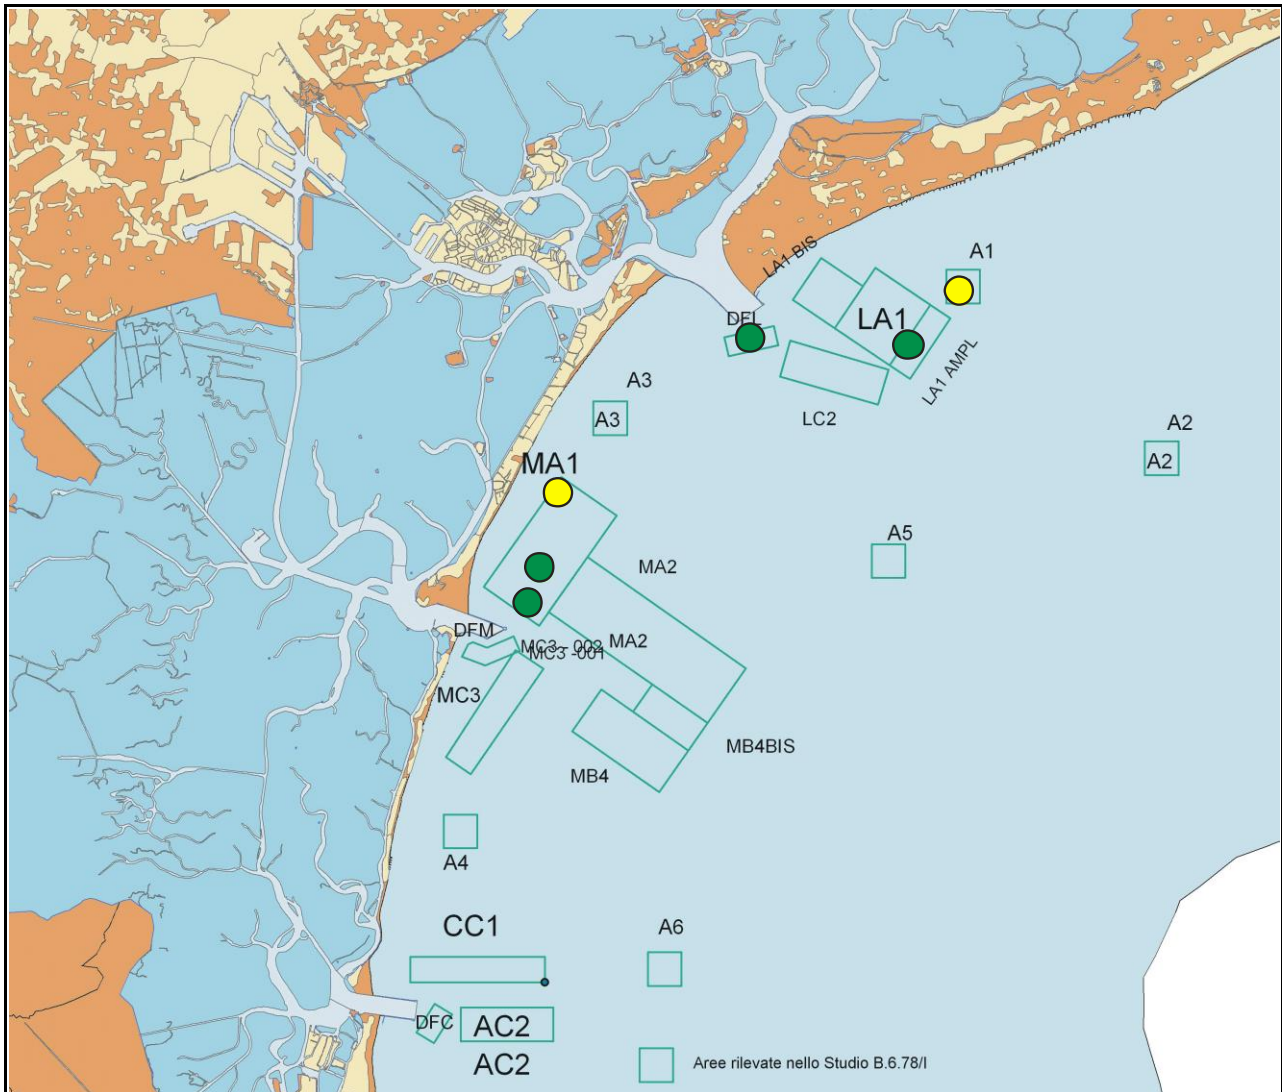 A1
LA1 BIS
DFL
LA1
LA1 AMPL
A3
A3
LC2
A2
A2
MA1
A5
MA2
DFM
MC3 - 002
MC3 -001
MA2
MC3
MB4BIS
MB4
A4
CC1
A6
DFC
AC2
AC2
Aree rilevate nello Studio B.6.78/I